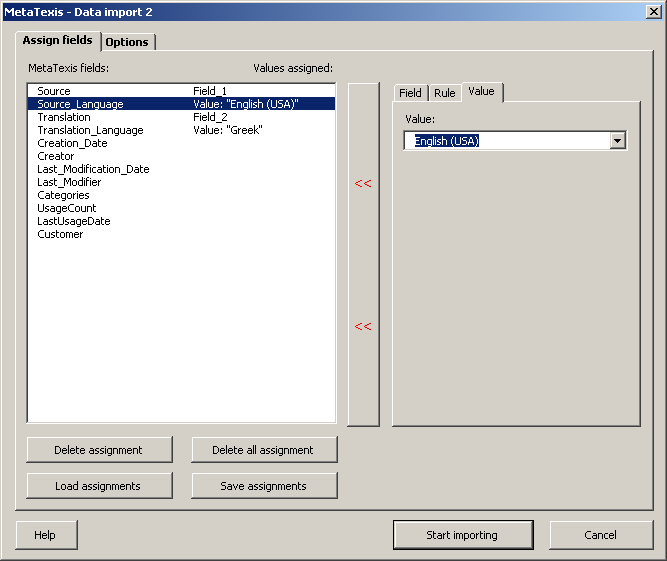 MetaTexis - Data import 2
Assign fields Options
MetaTexis fields: Values assigned:
Source Field_1
Source_Language Value: "English (USA)"
Translation Field_2
Translation_Language Value: "Greek"
Creation_Date
Creator
Last_Modification_Date
Last_Modifier
Categories
UsageCount
LastUsageDate
Customer
<<
<<
Field Rule Value
Value:
English (USA)
Delete assignment Delete all assignment
Load assignments Save assignments
Help Start importing Cancel